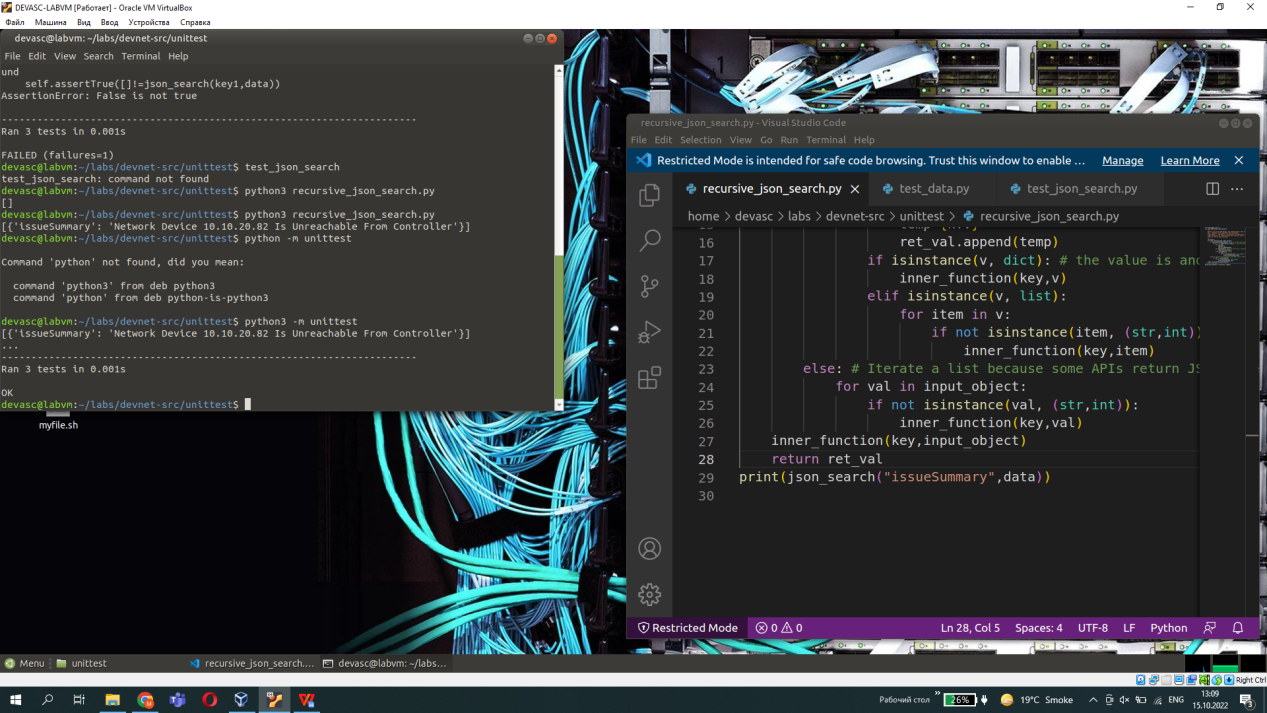 DEVASC-LABVM [Работает] - Oracle VM VirtualBox
Файл Машина Вид Ввод Устройства Справка
devasc@labvm: ~/labs/devnet-src/unittest
File Edit View Search Terminal Help
und
self.assertTrue([]!=json_search(key1,data))
AssertionError: False is not true
----------------------------------------------------------------------
Ran 3 tests in 0.001s
FAILED (failures=1)
devasc@labvm:~/labs/devnet-src/unittest$ test_json_search
test_json_search: command not found
devasc@labvm:~/labs/devnet-src/unittest$ python3 recursive_json_search.py
[]
devasc@labvm:~/labs/devnet-src/unittest$ python3 recursive_json_search.py
[{'issueSummary': 'Network Device 10.10.20.82 Is Unreachable From Controller'}]
devasc@labvm:~/labs/devnet-src/unittest$ python -m unittest
Command 'python' not found, did you mean:
command 'python3' from deb python3
command 'python' from deb python-is-python3
devasc@labvm:~/labs/devnet-src/unittest$ python3 -m unittest
[{'issueSummary': 'Network Device 10.10.20.82 Is Unreachable From Controller'}]
...
----------------------------------------------------------------------
Ran 3 tests in 0.001s
OK
devasc@labvm:~/labs/devnet-src/unittest$
myfile.sh
recursive_json_search.py - Visual Studio Code
File Edit Selection View Go Run Terminal Help
Restricted Mode is intended for safe code browsing. Trust this window to enable ... Manage Learn More
recursive_json_search.py test_data.py test_json_search.py
home > devasc > labs > devnet-src > unittest > recursive_json_search.py
16 ret_val.append(temp)
17 if isinstance(v, dict): # the value is ano
18 inner_function(key,v)
19 elif isinstance(v, list):
20 for item in v:
21 if not isinstance(item, (str,int))
22 inner_function(key,item)
23 else: # Iterate a list because some APIs return JS
24 for val in input_object:
25 if not isinstance(val, (str,int)):
26 inner_function(key,val)
27 inner_function(key,input_object)
28 return ret_val
29 print(json_search("issueSummary",data))
30
Restricted Mode 0 0 Ln 28, Col 5 Spaces: 4 UTF-8 LF Python
Menu unittest recursive_json_search.... devasc@labvm: ~/labs...
Right Ctrl
Рабочий стол 26% 19°C Smoke ENG 13:09
15.10.2022
3